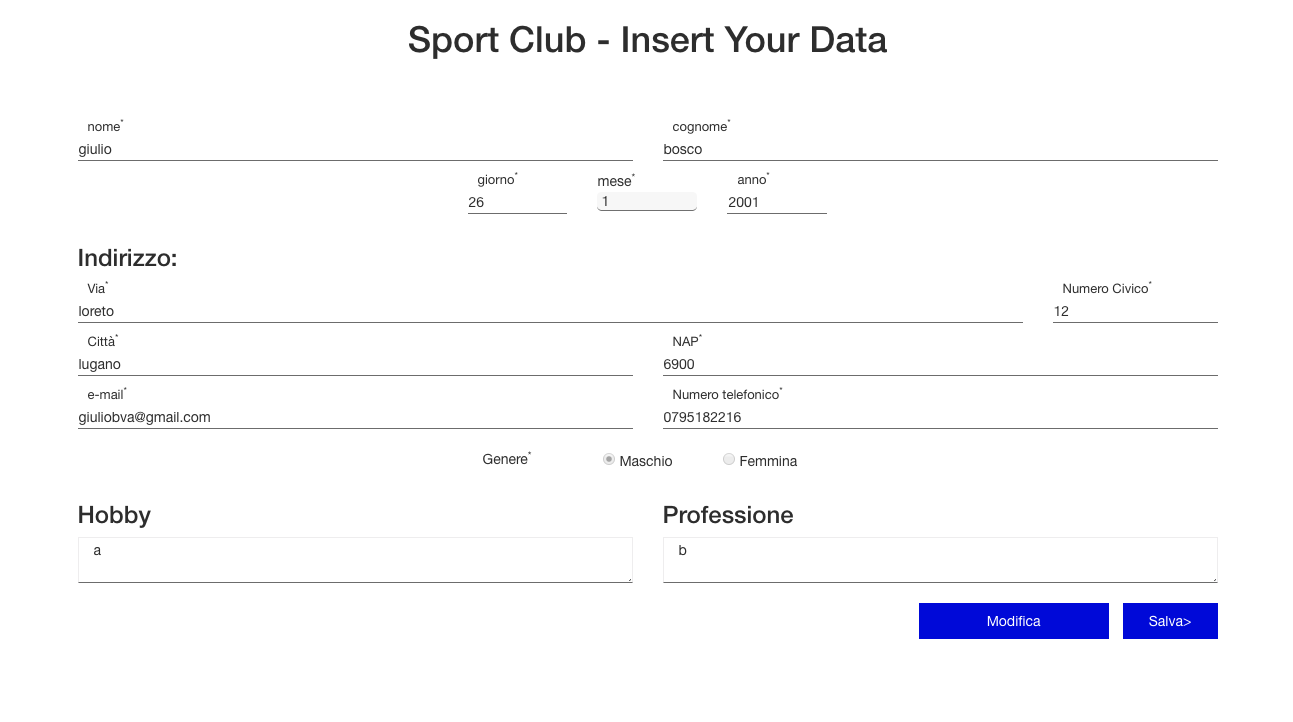 Sport Club - Insert Your Data
nome* cognome*
giulio bosco
giorno* mese* anno*
26 1 2001
Indirizzo:
Via* Numero Civico*
loreto 12
Città* NAP*
lugano 6900
e-mail* Numero telefonico*
giuliobva@gmail.com 0795182216
Genere* Maschio Femmina
Hobby Professione
a b
Modifica Salva>